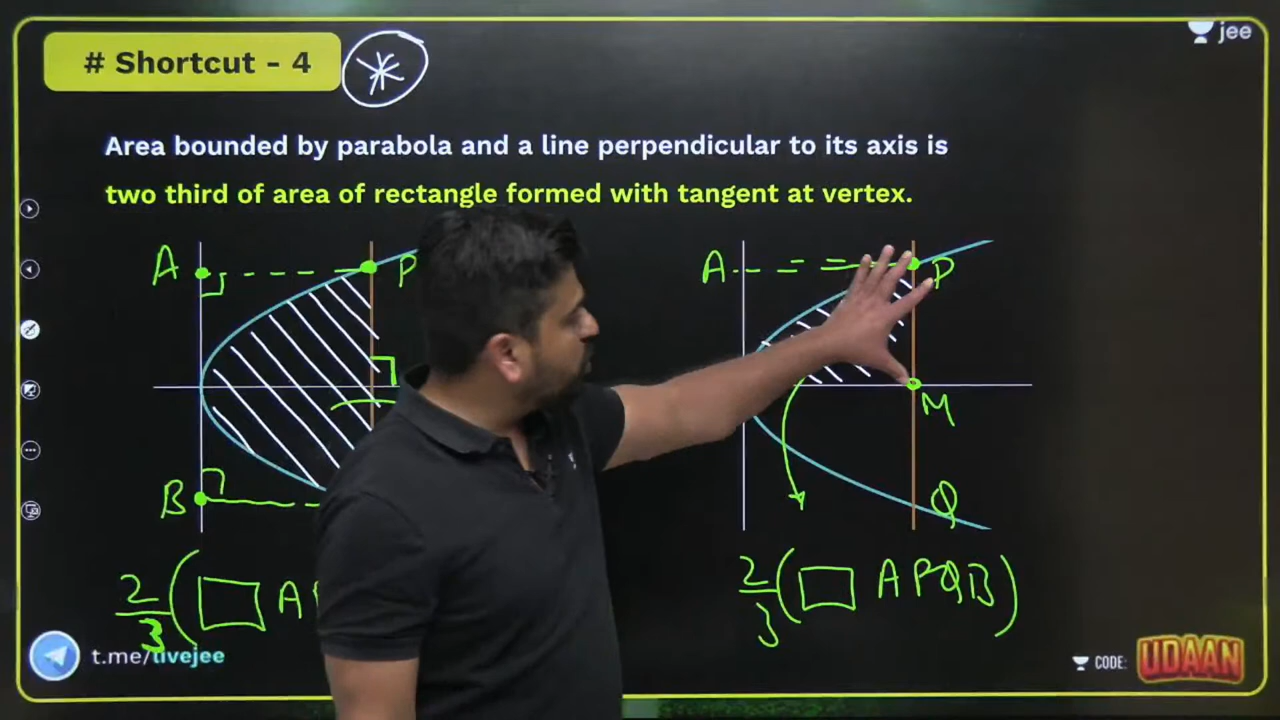 # Shortcut - 4
jee
Area bounded by parabola and a line perpendicular to its axis is
two third of area of rectangle formed with tangent at vertex.
A
P
A
P
M
B
Q
2/3 ( □ A
2/3 ( □ APQB )
t.me/livejee
CODE: UDAAN